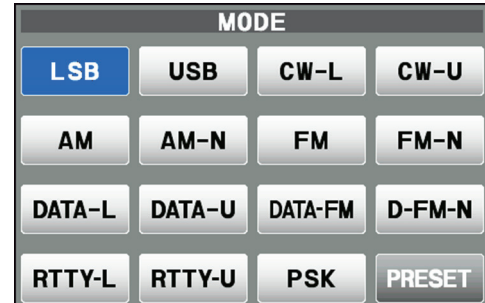 MODE
LSB USB CW-L CW-U
AM AM-N FM FM-N
DATA-L DATA-U DATA-FM D-FM-N
RTTY-L RTTY-U PSK PRESET